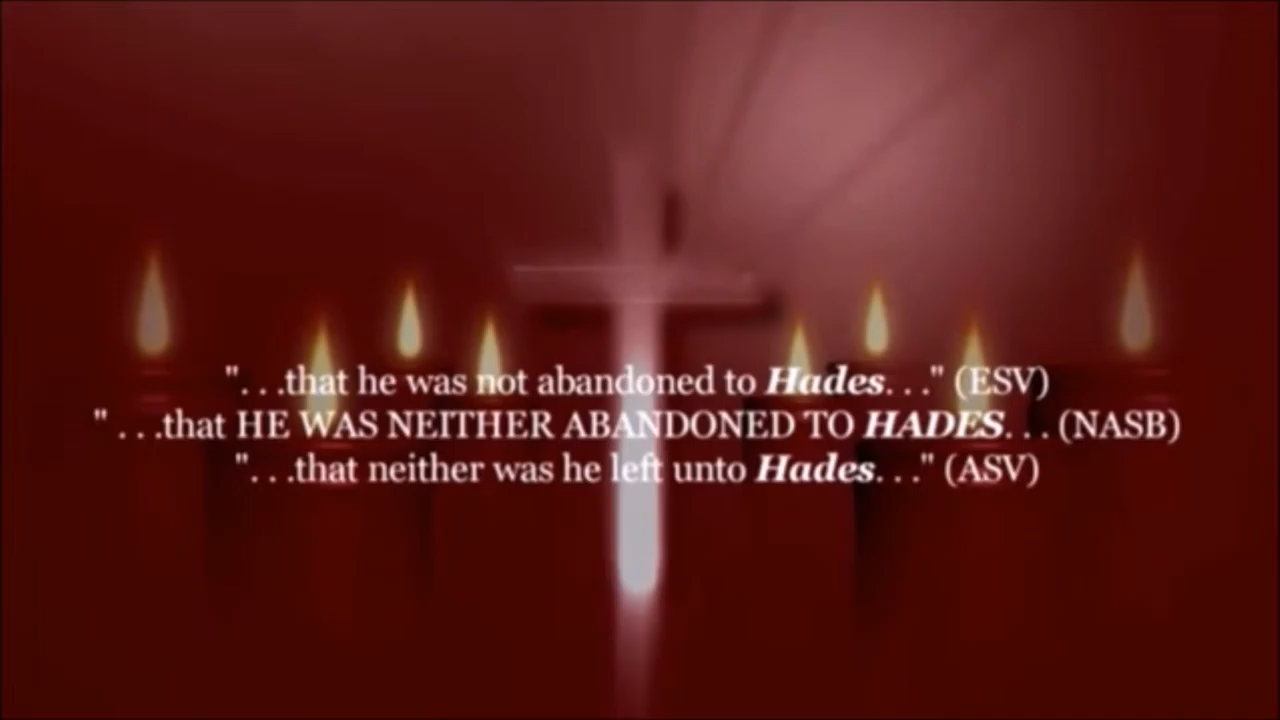 ". . .that he was not abandoned to Hades. . ." (ESV)
" . . .that HE WAS NEITHER ABANDONED TO HADES. . . (NASB)
". . .that neither was he left unto Hades. . ." (ASV)